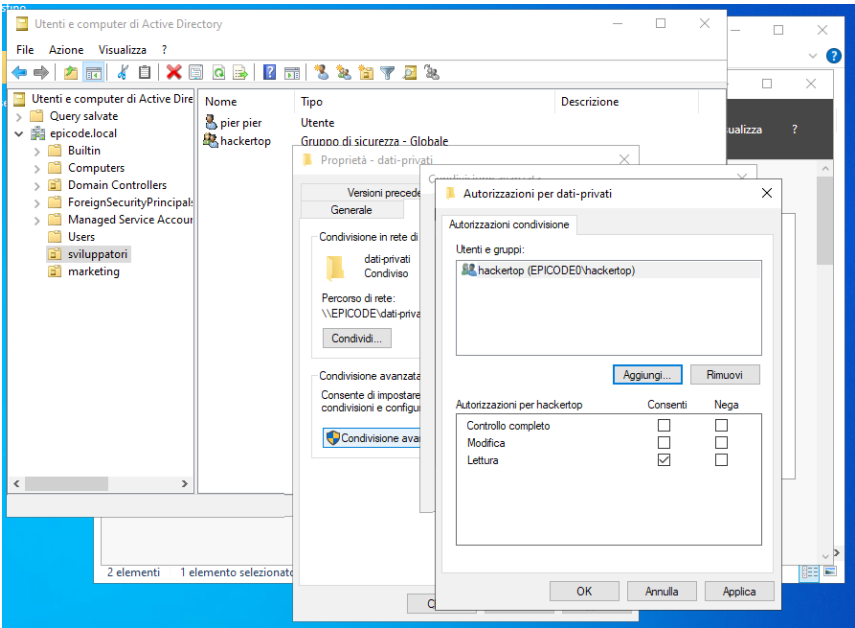 Utenti e computer di Active Directory
File Azione Visualizza ?
Utenti e computer di Active Dire
Query salvate
epicode.local
Builtin
Computers
Domain Controllers
ForeignSecurityPrincipals
Managed Service Accour
Users
sviluppatori
marketing
Nome Tipo Descrizione
pier pier Utente
hackertop Gruppo di sicurezza - Globale
ualizza ?
Proprietà - dati-privati
Versioni precede
Generale
Condivisione in rete di
dati-privati
Condiviso
Percorso di rete:
\\EPICODE\dati-priva
Condividi...
Condivisione avanzata
Consente di impostare
condivisioni e configu
Condivisione ava
Autorizzazioni per dati-privati
Autorizzazioni condivisione
Utenti e gruppi:
hackertop (EPICODE0\hackertop)
Aggiungi... Rimuovi
Autorizzazioni per hackertop Consenti Nega
Controllo completo
Modifica
Lettura
OK Annulla Applica
2 elementi 1 elemento selezionato